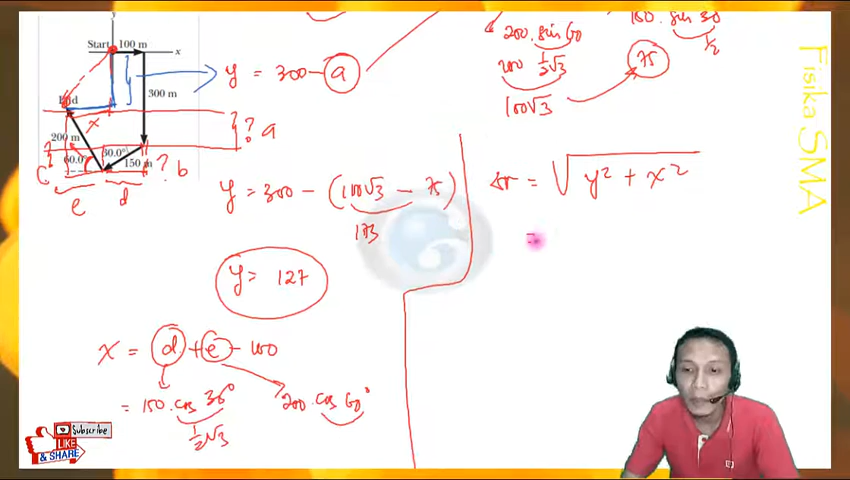 y
Start 100 m x
300 m
End
x
200 m
30.0°
60.0°
150 m
? a
? b
c
e
d
y = 300 - a
200 . sin 60
200 ½√3
100√3
150 . sin 30
1/2
75
y = 300 - (100√3 - 75)
173
y = 127
x = d + e - 100
= 150 . cos 30°
½√3
200 . cos 60°
Δr = √y² + x²
=
Fisika SMA
Subscribe
LIKE
& SHARE